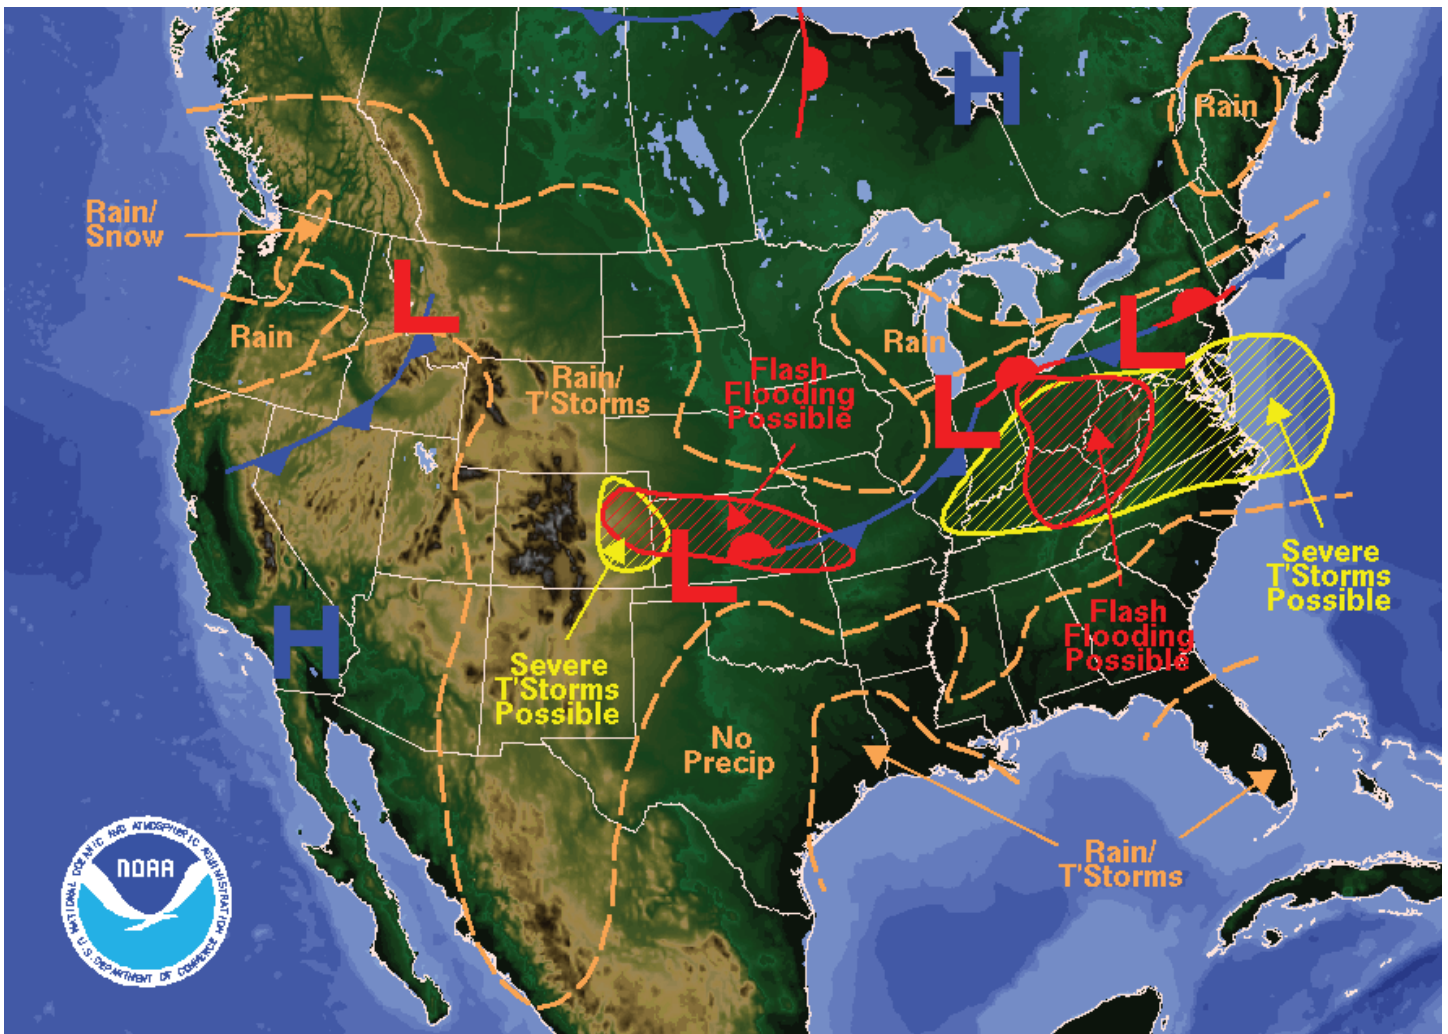 H
Rain
Rain/
Snow
L
Rain
Rain/
T'Storms
Flash
Flooding
Possible
Rain
L
L
L
H
Severe
T'Storms
Possible
Severe
T'Storms
Possible
Flash
Flooding
Possible
No
Precip
Rain/
T'Storms
NATIONAL OCEANIC AND ATMOSPHERIC ADMINISTRATION
NOAA
U.S. DEPARTMENT OF COMMERCE